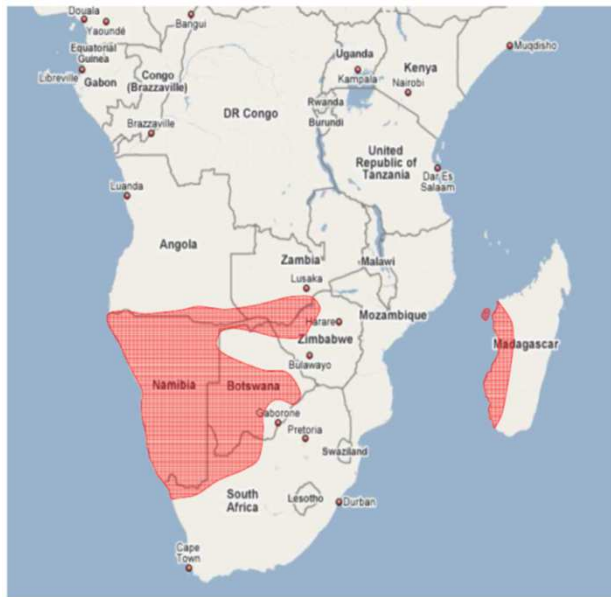 Douala
Yaoundé
Bangui
Equatorial
Guinea
Libreville
Gabon
Congo
(Brazzaville)
Brazzaville
DR Congo
Uganda
Kampala
Kenya
Nairobi
Muqdisho
Rwanda
Burundi
United
Republic of
Tanzania
Dar Es
Salaam
Luanda
Angola
Zambia
Malawi
Lusaka
Harare
Mozambique
Zimbabwe
Bulawayo
Madagascar
Namibia
Botswana
Gaborone
Pretoria
Swaziland
South
Africa
Lesotho
Durban
Cape
Town